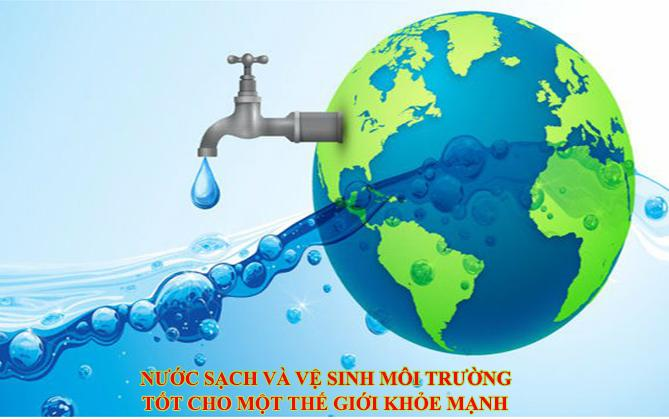 NƯỚC SẠCH VÀ VỆ SINH MÔI TRƯỜNG
TỐT CHO MỘT THẾ GIỚI KHỎE MẠNH